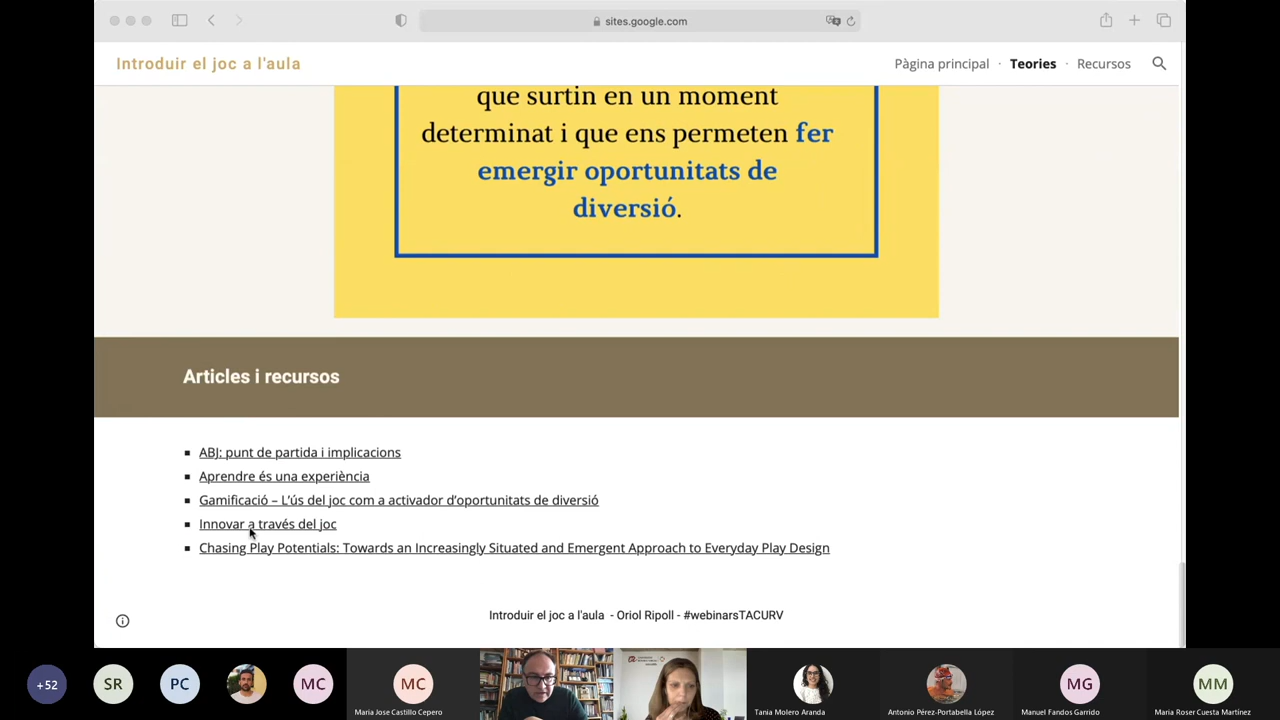 sites.google.com
Introduir el joc a l'aula
Pàgina principal · Teories · Recursos
que surtin en un moment
determinat i que ens permeten fer
emergir oportunitats de
diversió.
Articles i recursos
ABJ: punt de partida i implicacions
Aprendre és una experiència
Gamificació – L'ús del joc com a activador d'oportunitats de diversió
Innovar a través del joc
Chasing Play Potentials: Towards an Increasingly Situated and Emergent Approach to Everyday Play Design
Introduir el joc a l'aula - Oriol Ripoll - #webinarsTACURV
+52
SR
PC
MC
MC
MG
MM
Maria Jose Castillo Cepero
Tania Molero Aranda
Antonio Pérez-Portabella López
Manuel Fandos Garrido
Maria Roser Cuesta Martínez